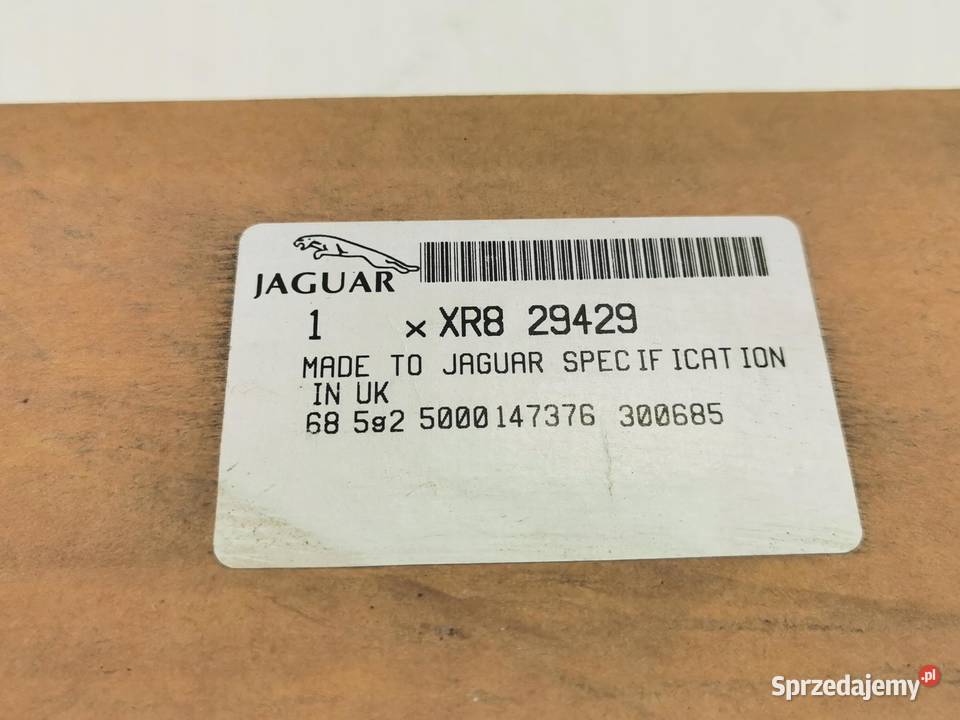 JAGUAR
1 x XR8 29429
MADE TO JAGUAR SPECIFICATION
IN UK
68 5g2 5000147376 300685
Sprzedajemy.pl